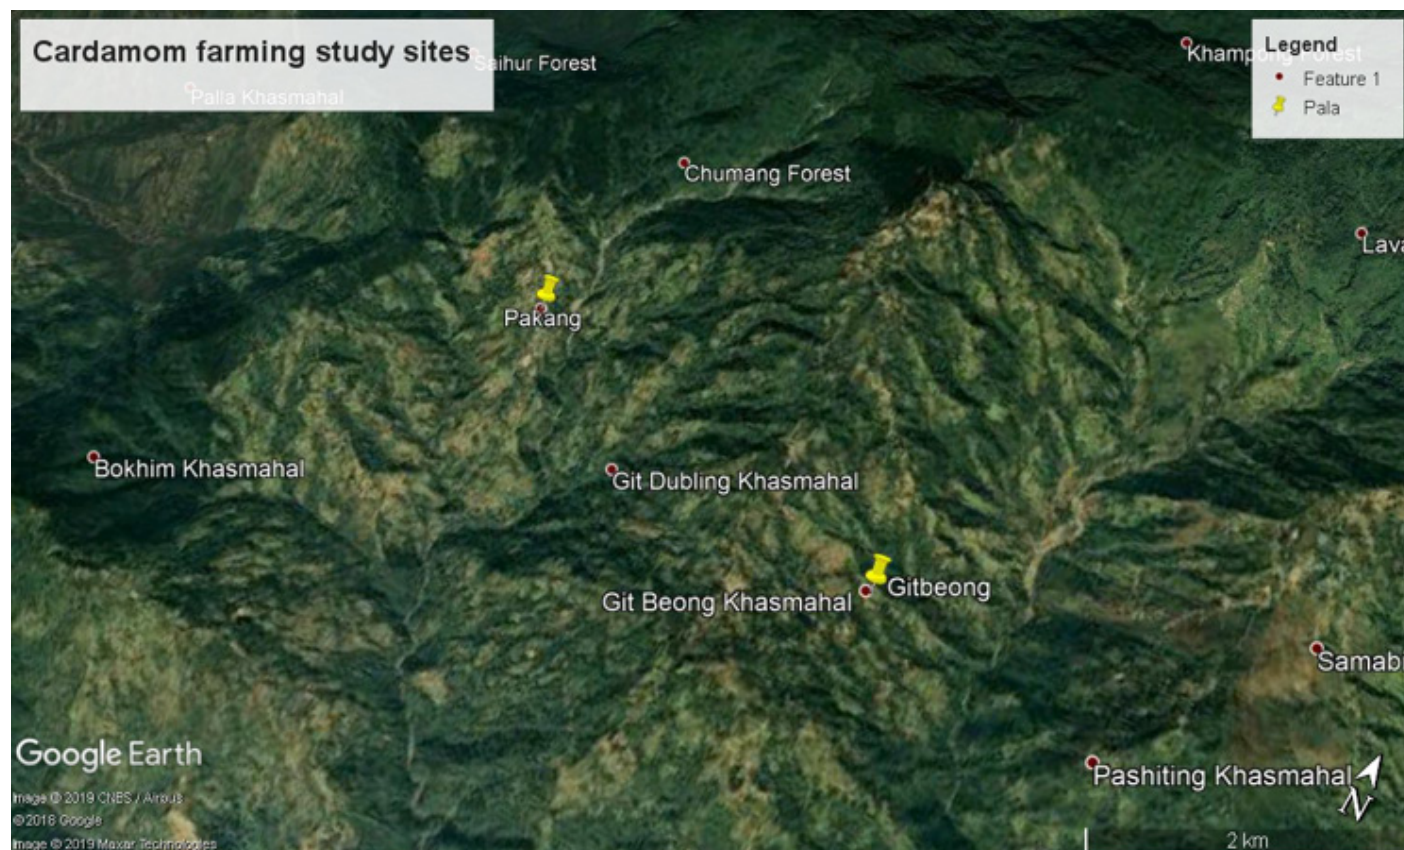 Cardamom farming study sites
Saihur Forest
Palla Khasmahal
Khampong Forest
Legend
Feature 1
Pala
Chumang Forest
Lava
Pakang
Bokhim Khasmahal
Git Dubling Khasmahal
Gitbeong
Git Beong Khasmahal
Samabi
Google Earth
Pashiting Khasmahal
Image © 2019 CNES / Airbus
© 2018 Google
Image © 2019 Maxar Technologies
N
2 km